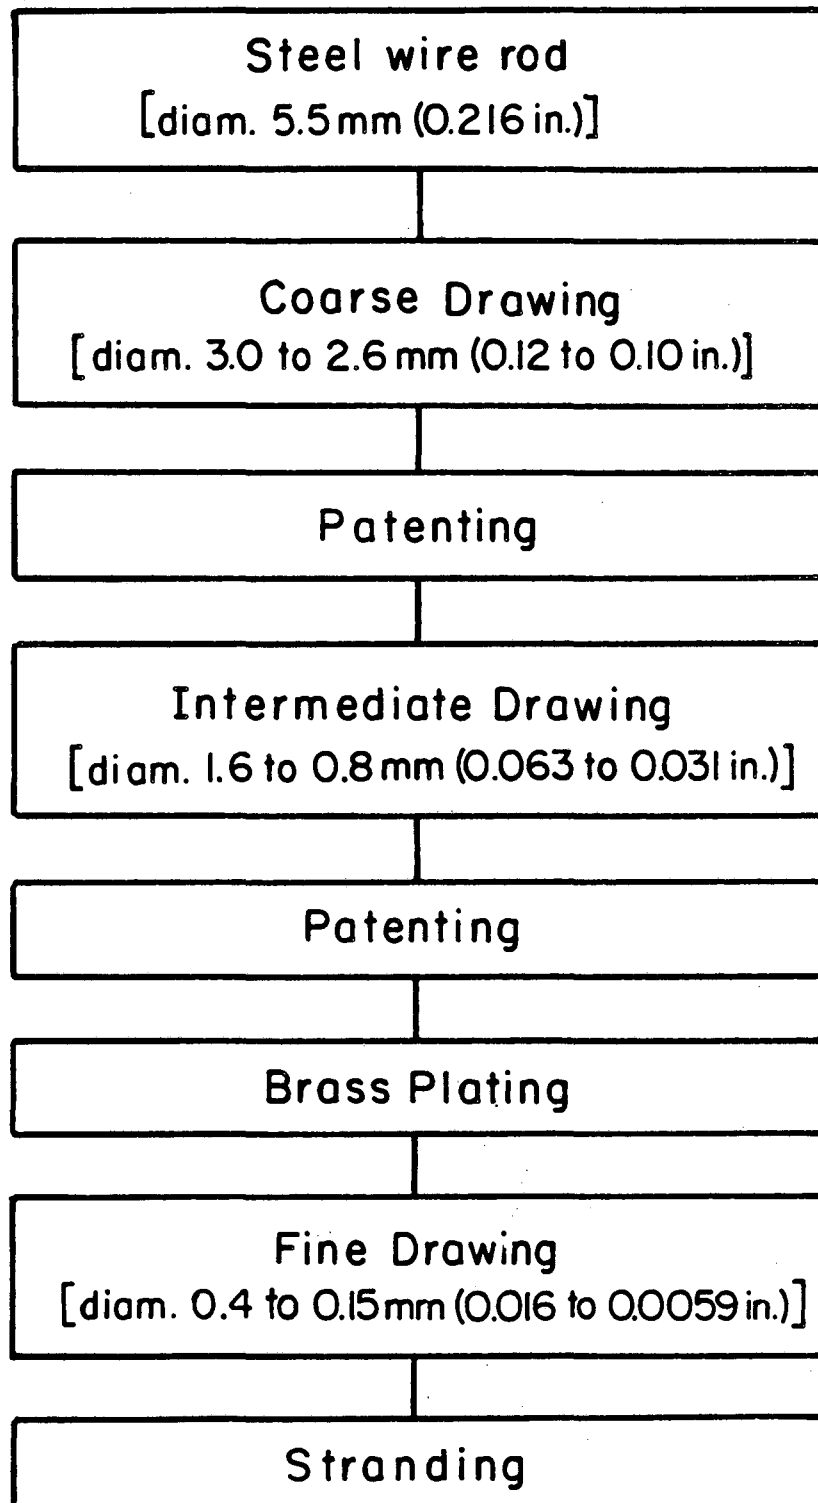 Steel wire rod
[diam. 5.5 mm (0.216 in.)]
Coarse Drawing
[diam. 3.0 to 2.6 mm (0.12 to 0.10 in.)]
Patenting
Intermediate Drawing
[diam. 1.6 to 0.8 mm (0.063 to 0.031 in.)]
Patenting
Brass Plating
Fine Drawing
[diam. 0.4 to 0.15 mm (0.016 to 0.0059 in.)]
Stranding